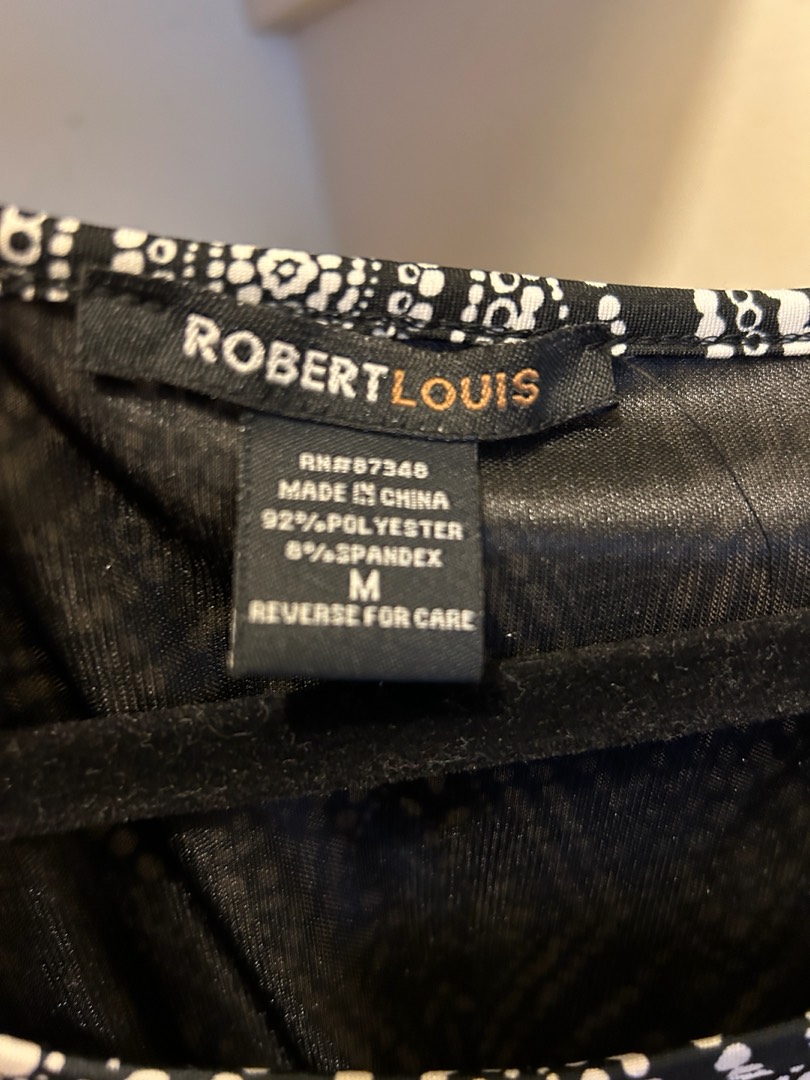 ROBERTLOUIS
RN#87348
MADE IN CHINA
92%POLYESTER
8%SPANDEX
M
REVERSE FOR CARE